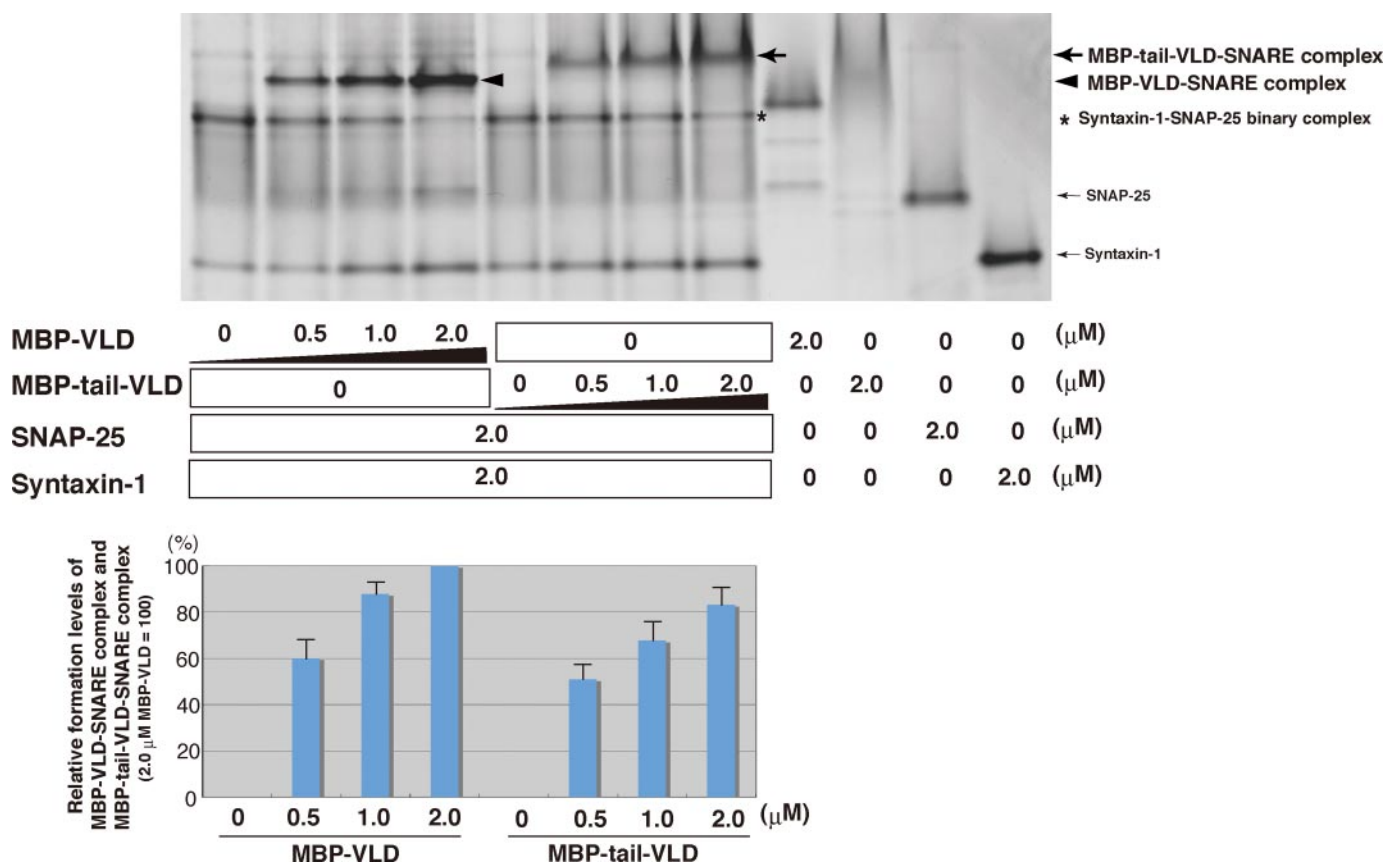 MBP-tail-VLD-SNARE complex
MBP-VLD-SNARE complex
* * Syntaxin-1-SNAP-25 binary complex
SNAP-25
Syntaxin-1
MBP-VLD 0 0.5 1.0 2.0 0 2.0 0 0 0 (μM)
MBP-tail-VLD 0 0 0.5 1.0 2.0 0 2.0 0 0 (μM)
SNAP-25 2.0 0 0 2.0 0 (μM)
Syntaxin-1 2.0 0 0 0 2.0 (μM)
Relative formation levels of
MBP-VLD-SNARE complex and
MBP-tail-VLD-SNARE complex
(2.0 μM MBP-VLD = 100)
(%)
100
80
60
40
20
0
0 0.5 1.0 2.0 0 0.5 1.0 2.0 (μM)
MBP-VLD MBP-tail-VLD